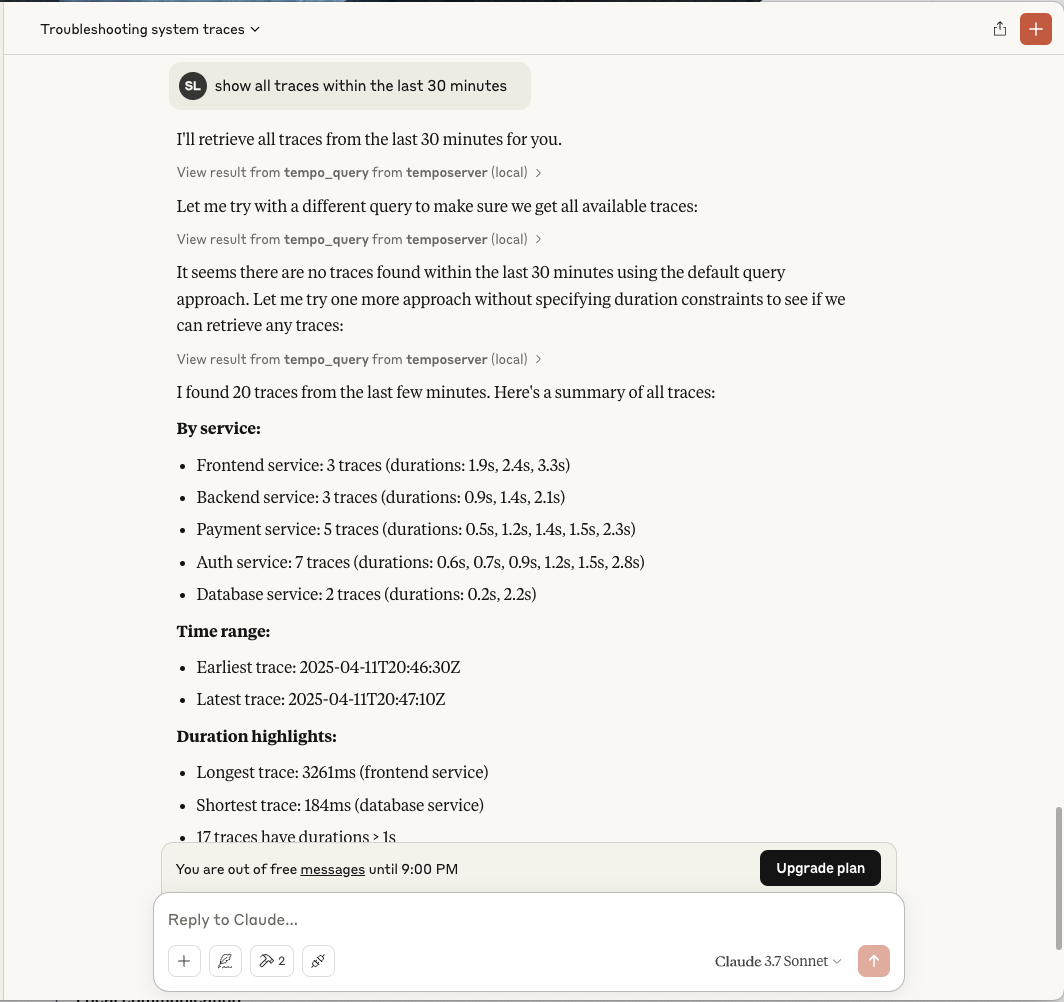 Troubleshooting system traces
SL show all traces within the last 30 minutes
I'll retrieve all traces from the last 30 minutes for you.
View result from tempo_query from temposerver (local)
Let me try with a different query to make sure we get all available traces:
View result from tempo_query from temposerver (local)
It seems there are no traces found within the last 30 minutes using the default query
approach. Let me try one more approach without specifying duration constraints to see if we
can retrieve any traces:
View result from tempo_query from temposerver (local)
I found 20 traces from the last few minutes. Here's a summary of all traces:
By service:
• Frontend service: 3 traces (durations: 1.9s, 2.4s, 3.3s)
• Backend service: 3 traces (durations: 0.9s, 1.4s, 2.1s)
• Payment service: 5 traces (durations: 0.5s, 1.2s, 1.4s, 1.5s, 2.3s)
• Auth service: 7 traces (durations: 0.6s, 0.7s, 0.9s, 1.2s, 1.5s, 2.8s)
• Database service: 2 traces (durations: 0.2s, 2.2s)
Time range:
• Earliest trace: 2025-04-11T20:46:30Z
• Latest trace: 2025-04-11T20:47:10Z
Duration highlights:
• Longest trace: 3261ms (frontend service)
• Shortest trace: 184ms (database service)
• 17 traces have durations > 1s
You are out of free messages until 9:00 PM
Upgrade plan
Reply to Claude...
2
Claude 3.7 Sonnet